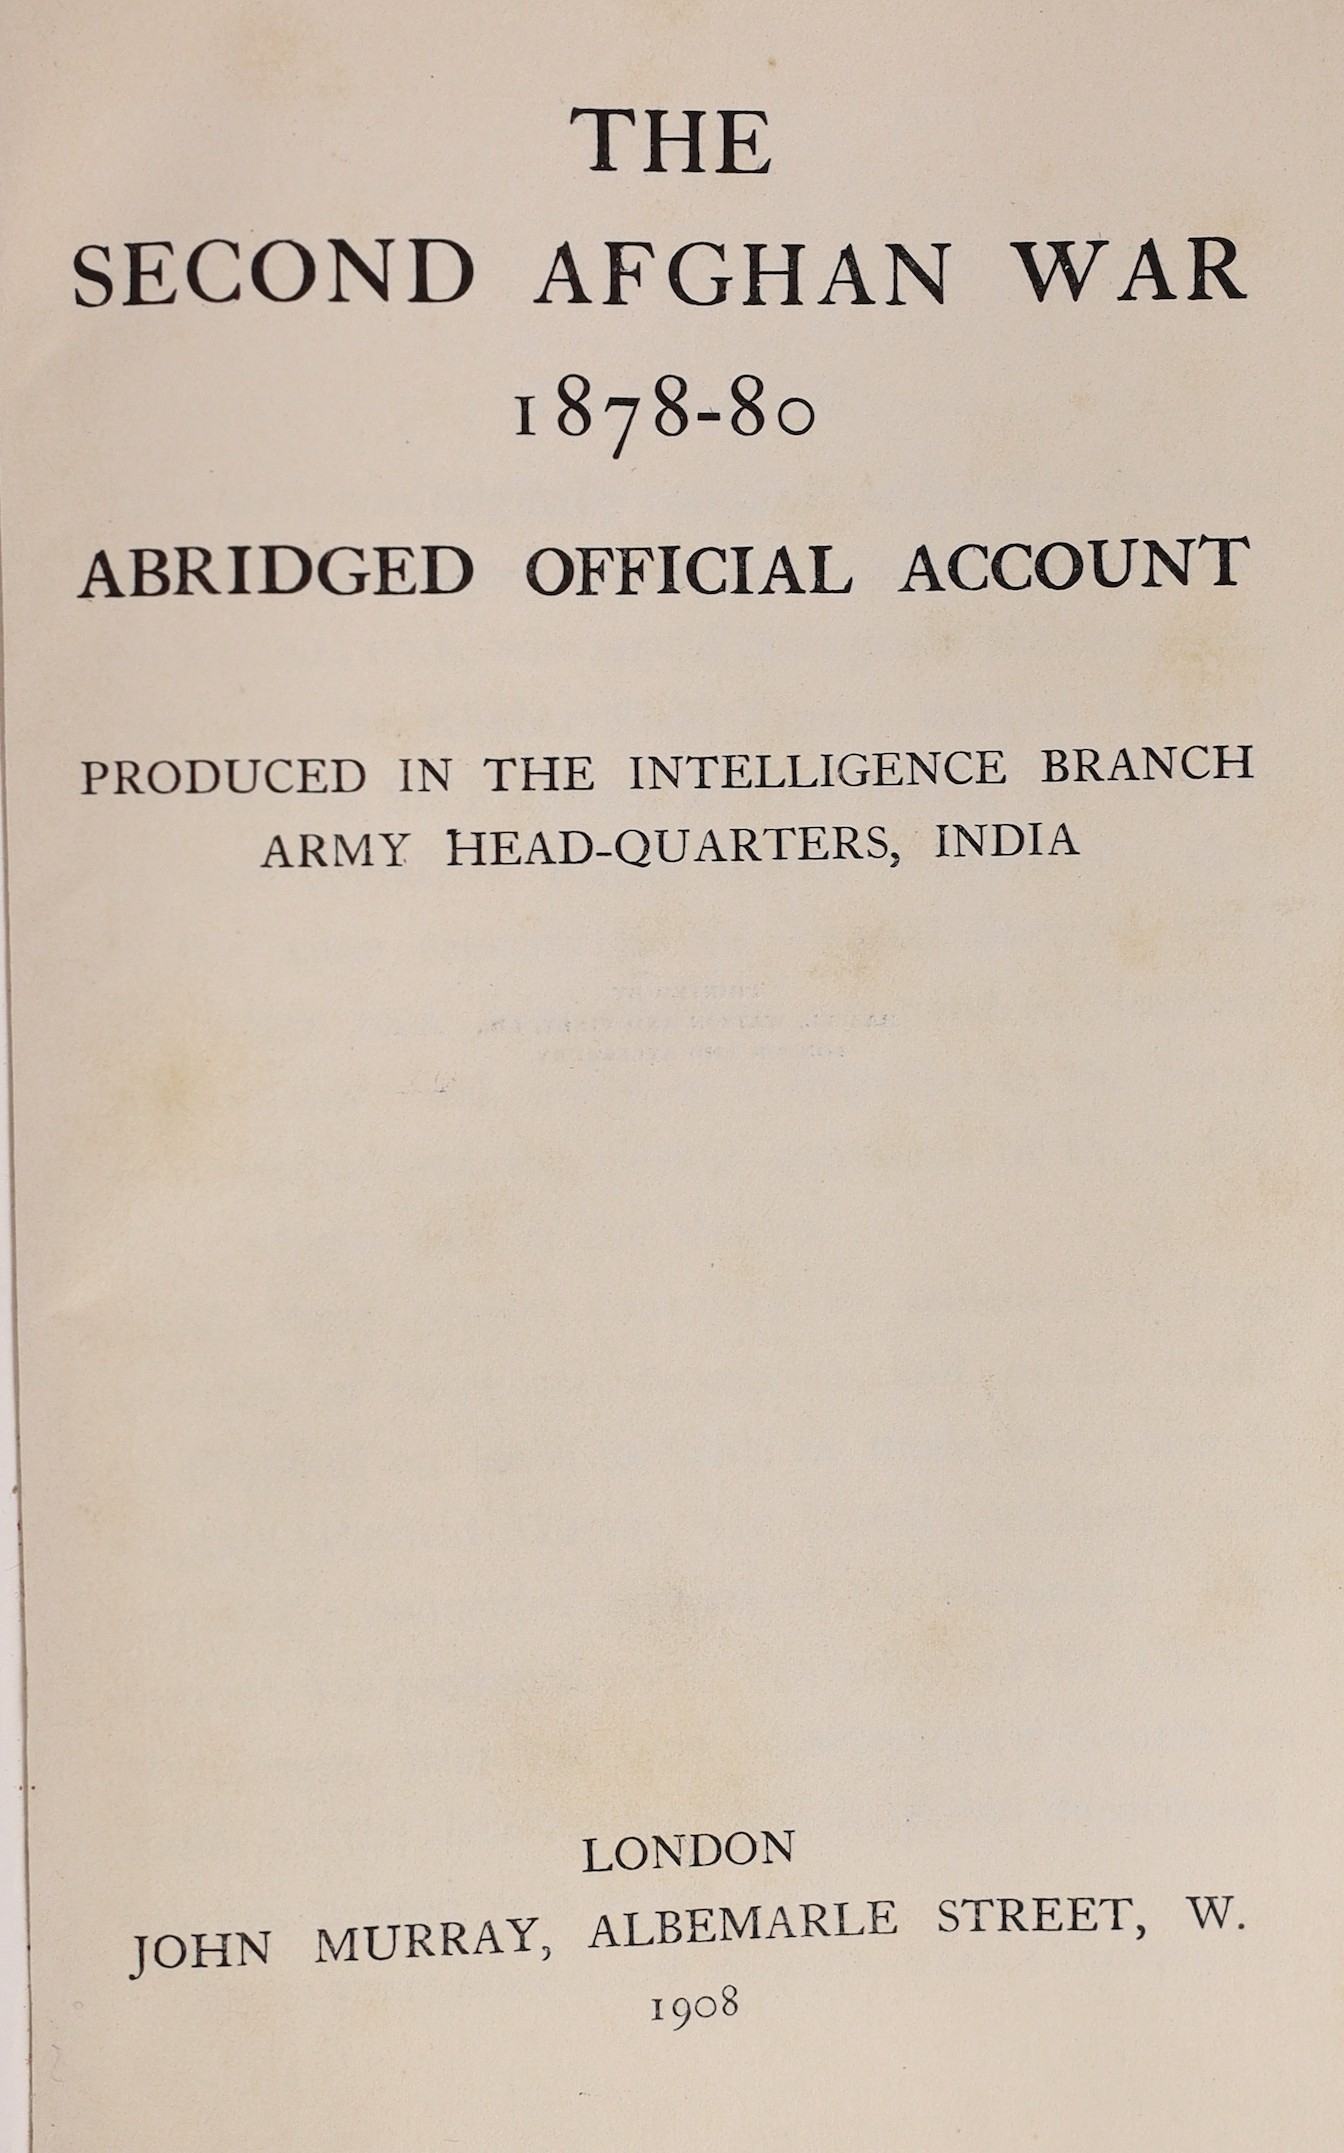 THE
SECOND AFGHAN WAR
1878-80
ABRIDGED OFFICIAL ACCOUNT
PRODUCED IN THE INTELLIGENCE BRANCH
ARMY HEAD-QUARTERS, INDIA
LONDON
JOHN MURRAY, ALBEMARLE STREET, W.
1908